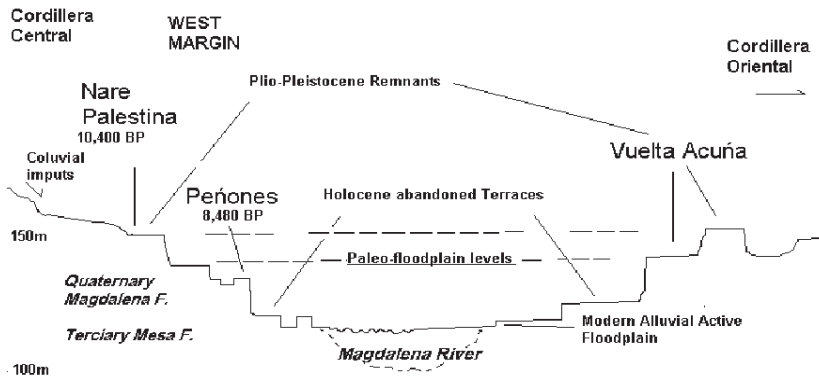 Cordillera
Central
WEST
MARGIN
Cordillera
Oriental
Plio-Pleistocene Remnants
Nare
Palestina
10,400 BP
Coluvial
imputs
Vuelta Acuńa
Peńones
8,480 BP
Holocene abandoned Terraces
150m
Paleo-floodplain levels
Quaternary
Magdalena F.
Terciary Mesa F.
Modern Alluvial Active
Floodplain
Magdalena River
100m